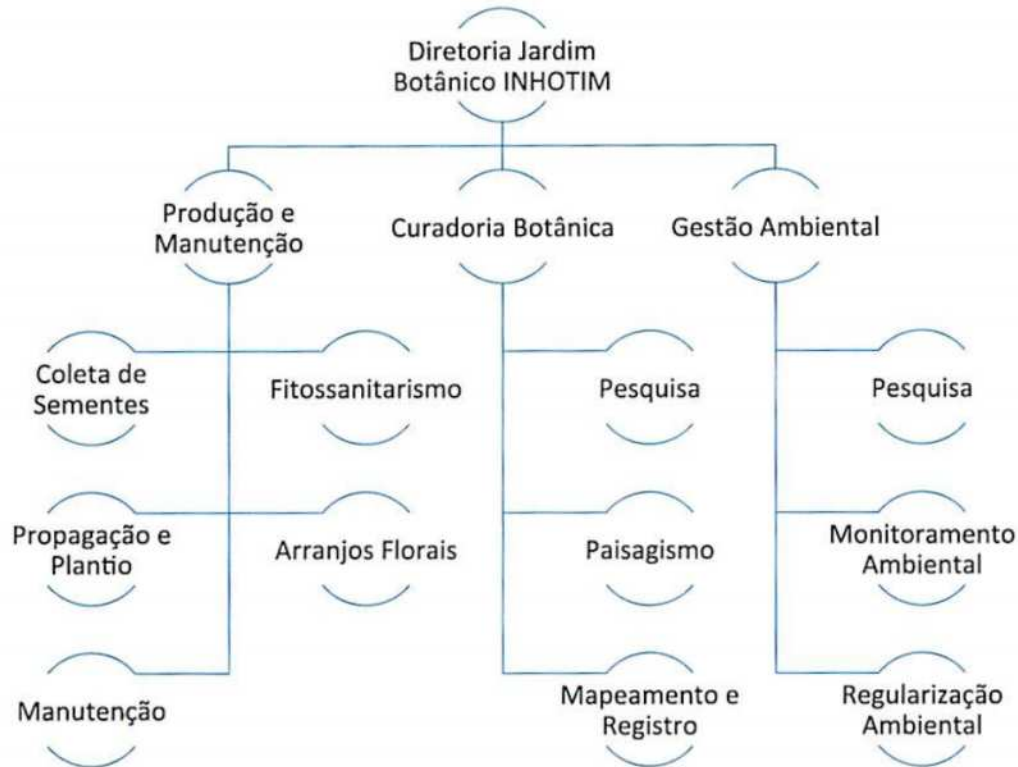 Diretoria Jardim
Botânico INHOTIM
Produção e
Manutenção
Curadoria Botânica
Gestão Ambiental
Coleta de
Sementes
Fitossanitarismo
Pesquisa
Pesquisa
Propagação e
Plantio
Arranjos Florais
Paisagismo
Monitoramento
Ambiental
Manutenção
Mapeamento e
Registro
Regularização
Ambiental